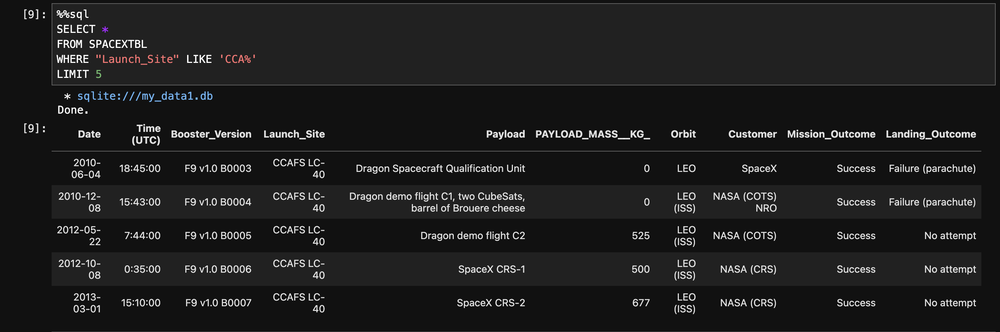 [9]:
%%sql
SELECT *
FROM SPACEXTBL
WHERE "Launch_Site" LIKE 'CCA%'
LIMIT 5
* sqlite:///my_data1.db
Done.
[9]:
Date Time (UTC) Booster_Version Launch_Site Payload PAYLOAD_MASS__KG_ Orbit Customer Mission_Outcome Landing_Outcome
2010-06-04 18:45:00 F9 v1.0 B0003 CCAFS LC-40 Dragon Spacecraft Qualification Unit 0 LEO SpaceX Success Failure (parachute)
2010-12-08 15:43:00 F9 v1.0 B0004 CCAFS LC-40 Dragon demo flight C1, two CubeSats, barrel of Brouere cheese 0 LEO (ISS) NASA (COTS) NRO Success Failure (parachute)
2012-05-22 7:44:00 F9 v1.0 B0005 CCAFS LC-40 Dragon demo flight C2 525 LEO (ISS) NASA (COTS) Success No attempt
2012-10-08 0:35:00 F9 v1.0 B0006 CCAFS LC-40 SpaceX CRS-1 500 LEO (ISS) NASA (CRS) Success No attempt
2013-03-01 15:10:00 F9 v1.0 B0007 CCAFS LC-40 SpaceX CRS-2 677 LEO (ISS) NASA (CRS) Success No attempt